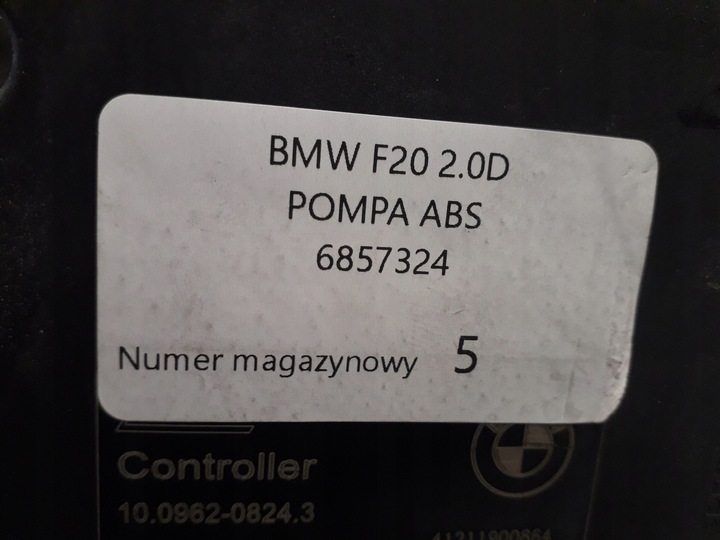 BMW F20 2.0D
POMPA ABS
6857324
Numer magazynowy 5
Controller
10.0962-0824.3